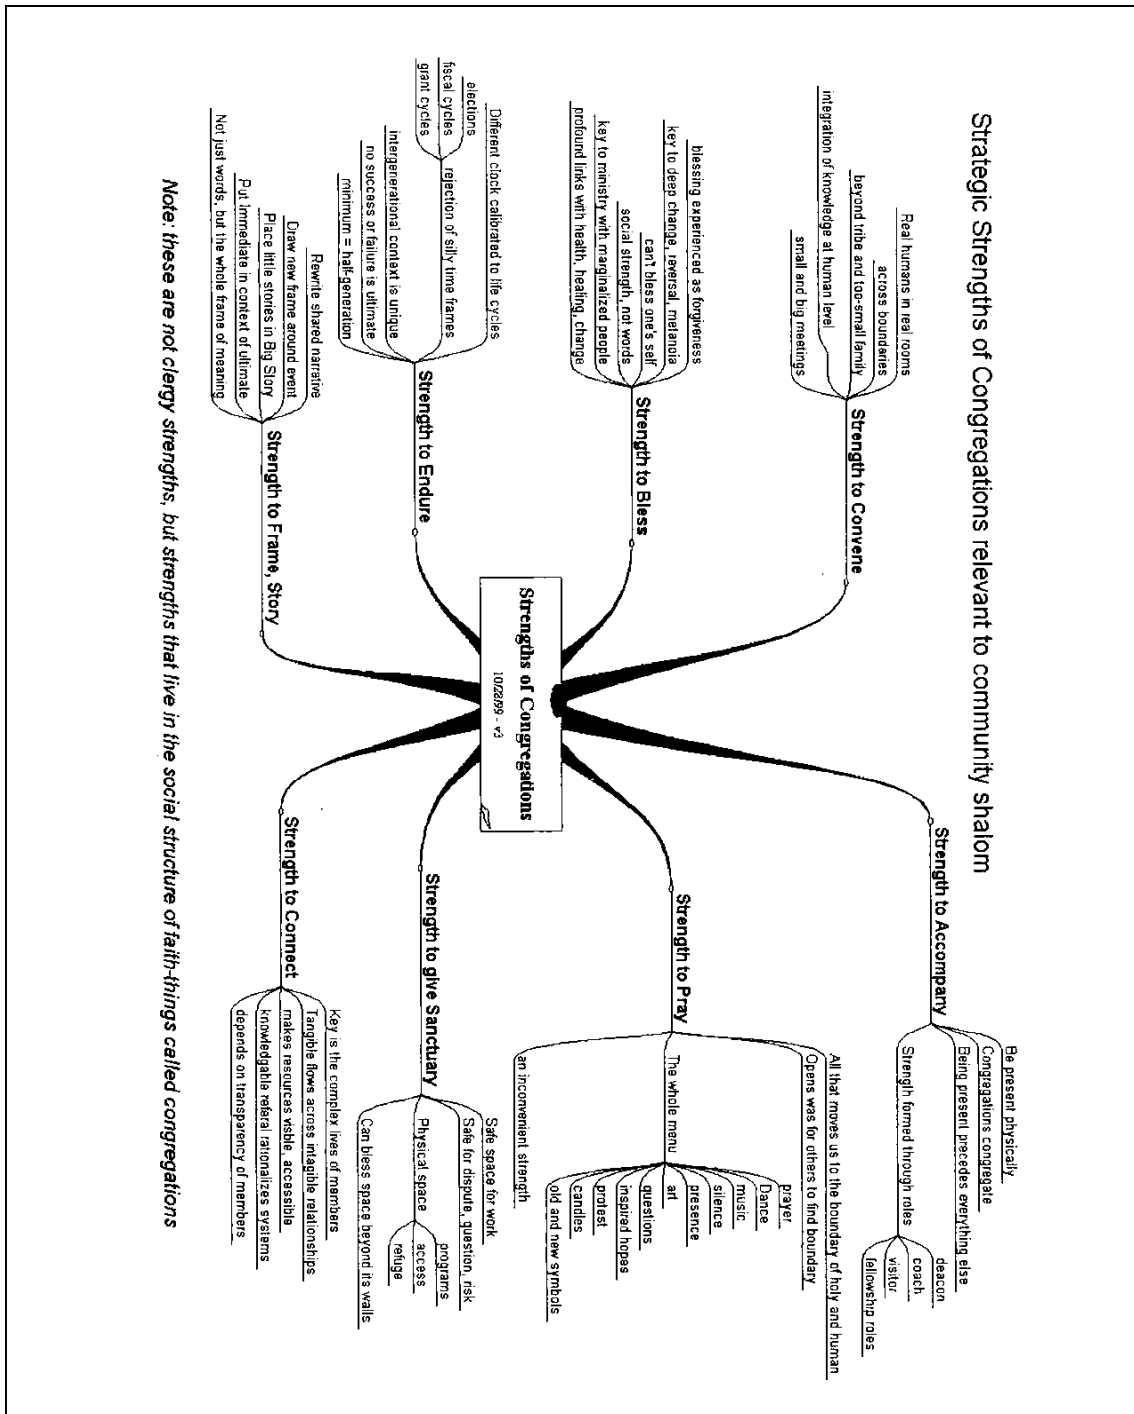 Strategic Strengths of Congregations relevant to community shalom
Strengths of Congregations
10/28/99 - v3
Strength to Convene
Real humans in real rooms
across boundaries
beyond tribe and too-small family
integration of knowledge at human level
small and big meetings
Strength to Bless
blessing experienced as forgiveness
key to deep change, reversal, metanoia
can't bless one's self
social strength, not words
key to ministry with marginalized people
profound links with health, healing, change
Strength to Endure
Different clock calibrated to life cycles
rejection of silly time frames
elections
fiscal cycles
grant cycles
intergenerational context is unique
no success or failure is ultimate
minimum = half-generation
Strength to Frame, Story
Rewrite shared narrative
Draw new frame around event
Place little stories in Big Story
Put Immediate in context of ultimate
Not just words, but the whole frame of meaning
Strength to Accompany
Be present physically
Congregations congregate
Being present precedes everything else
Strength formed through roles
deacon
coach
visitor
fellowship roles
Strength to Pray
All that moves us to the boundary of holy and human
Opens was for others to find boundary
The whole menu
prayer
Dance
music
silence
presence
art
questions
inspired hopes
protest
candles
old and new symbols
an inconvenient strength
Strength to give Sanctuary
Safe space for work
Safe for dispute, question, risk
Physical space
programs
access
refuge
Can bless space beyond its walls
Strength to Connect
Key is the complex lives of members
Tangible flows across intagible relationships
makes resources visble, accessible
knowledgable referal rationalizes systems
depends on transparency of members
Note: these are not clergy strengths, but strengths that live in the social structure of faith-things called congregations